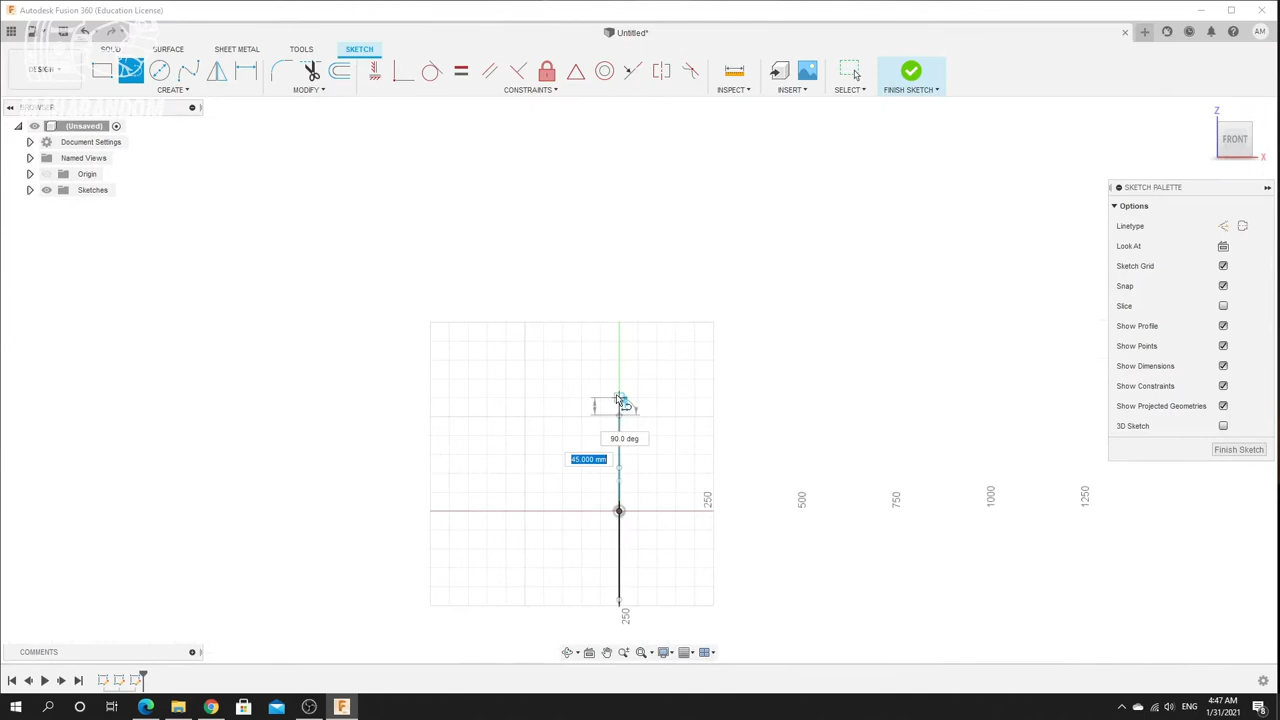 Autodesk Fusion 360 (Education License)
Untitled*
AM
SOLID
SURFACE
SHEET METAL
TOOLS
SKETCH
DESIGN
CREATE
MODIFY
CONSTRAINTS
INSPECT
INSERT
SELECT
FINISH SKETCH
BROWSER
(Unsaved)
Document Settings
Named Views
Origin
Sketches
Z
FRONT
X
SKETCH PALETTE
Options
Linetype
Look At
Sketch Grid
Snap
Slice
Show Profile
Show Points
Show Dimensions
Show Constraints
Show Projected Geometries
3D Sketch
Finish Sketch
90.0 deg
45.000 mm
250
500
750
1000
1250
250
COMMENTS
ENG
4:47 AM
1/31/2021